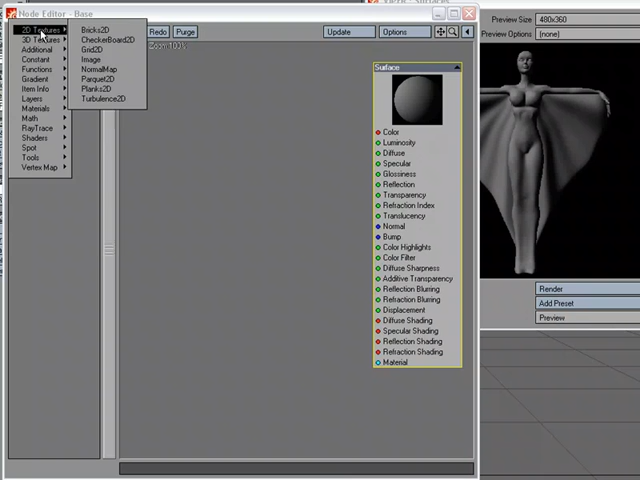 Node Editor - Base
Redo
Purge
Update
Options
Zoom 100%
2D Textures
3D Textures
Additional
Constant
Functions
Gradient
Item Info
Layers
Materials
Math
RayTrace
Shaders
Spot
Tools
Vertex Map
Bricks2D
CheckerBoard2D
Grid2D
Image
NormalMap
Parquet2D
Planks2D
Turbulence2D
Surface
Color
Luminosity
Diffuse
Specular
Glossiness
Reflection
Transparency
Refraction Index
Translucency
Normal
Bump
Color Highlights
Color Filter
Diffuse Sharpness
Additive Transparency
Reflection Blurring
Refraction Blurring
Displacement
Diffuse Shading
Specular Shading
Reflection Shading
Refraction Shading
Material
Preview Size
480x360
Preview Options
(none)
Render
Add Preset
Preview